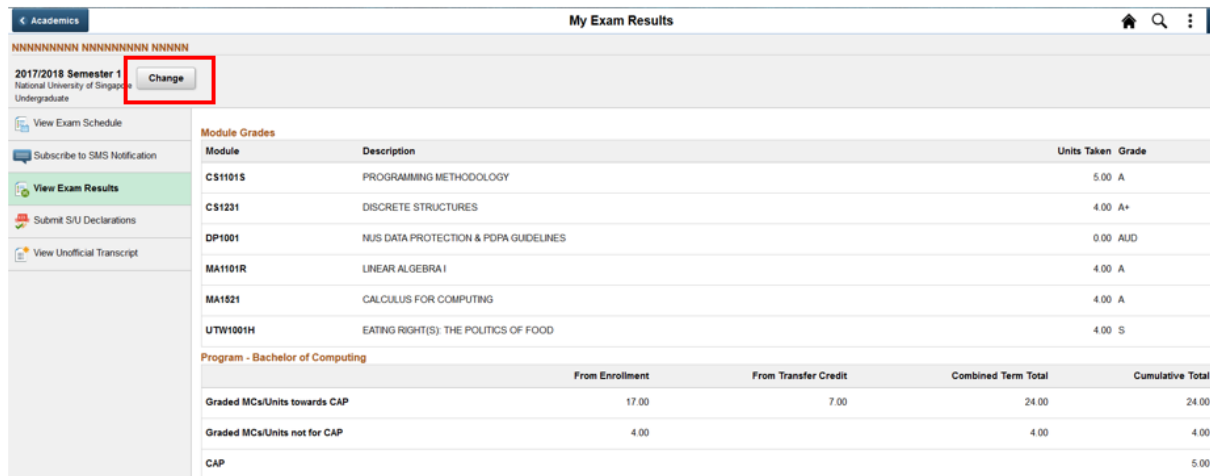 Academics
My Exam Results
NNNNNNNNN NNNNNNNNN NNNNN
2017/2018 Semester 1
Change
National University of Singapore
Undergraduate
View Exam Schedule
Subscribe to SMS Notification
View Exam Results
Submit S/U Declarations
View Unofficial Transcript
Module Grades
Module Description Units Taken Grade
CS1101S PROGRAMMING METHODOLOGY 5.00 A
CS1231 DISCRETE STRUCTURES 4.00 A+
DP1001 NUS DATA PROTECTION & PDPA GUIDELINES 0.00 AUD
MA1101R LINEAR ALGEBRA I 4.00 A
MA1521 CALCULUS FOR COMPUTING 4.00 A
UTW1001H EATING RIGHT(S): THE POLITICS OF FOOD 4.00 S
Program - Bachelor of Computing
From Enrollment From Transfer Credit Combined Term Total Cumulative Total
Graded MCs/Units towards CAP 17.00 7.00 24.00 24.00
Graded MCs/Units not for CAP 4.00 4.00 4.00
CAP 5.00